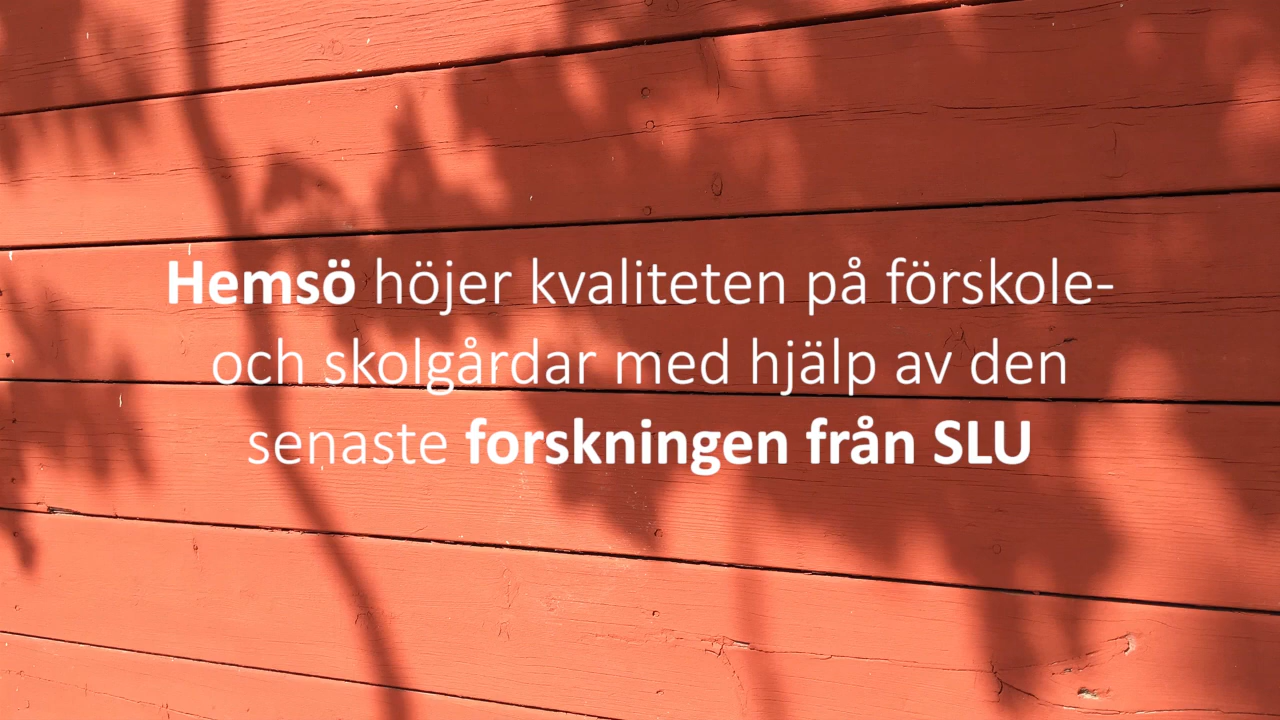 Hemsö höjer kvaliteten på förskole-
och skolgårdar med hjälp av den
senaste forskningen från SLU